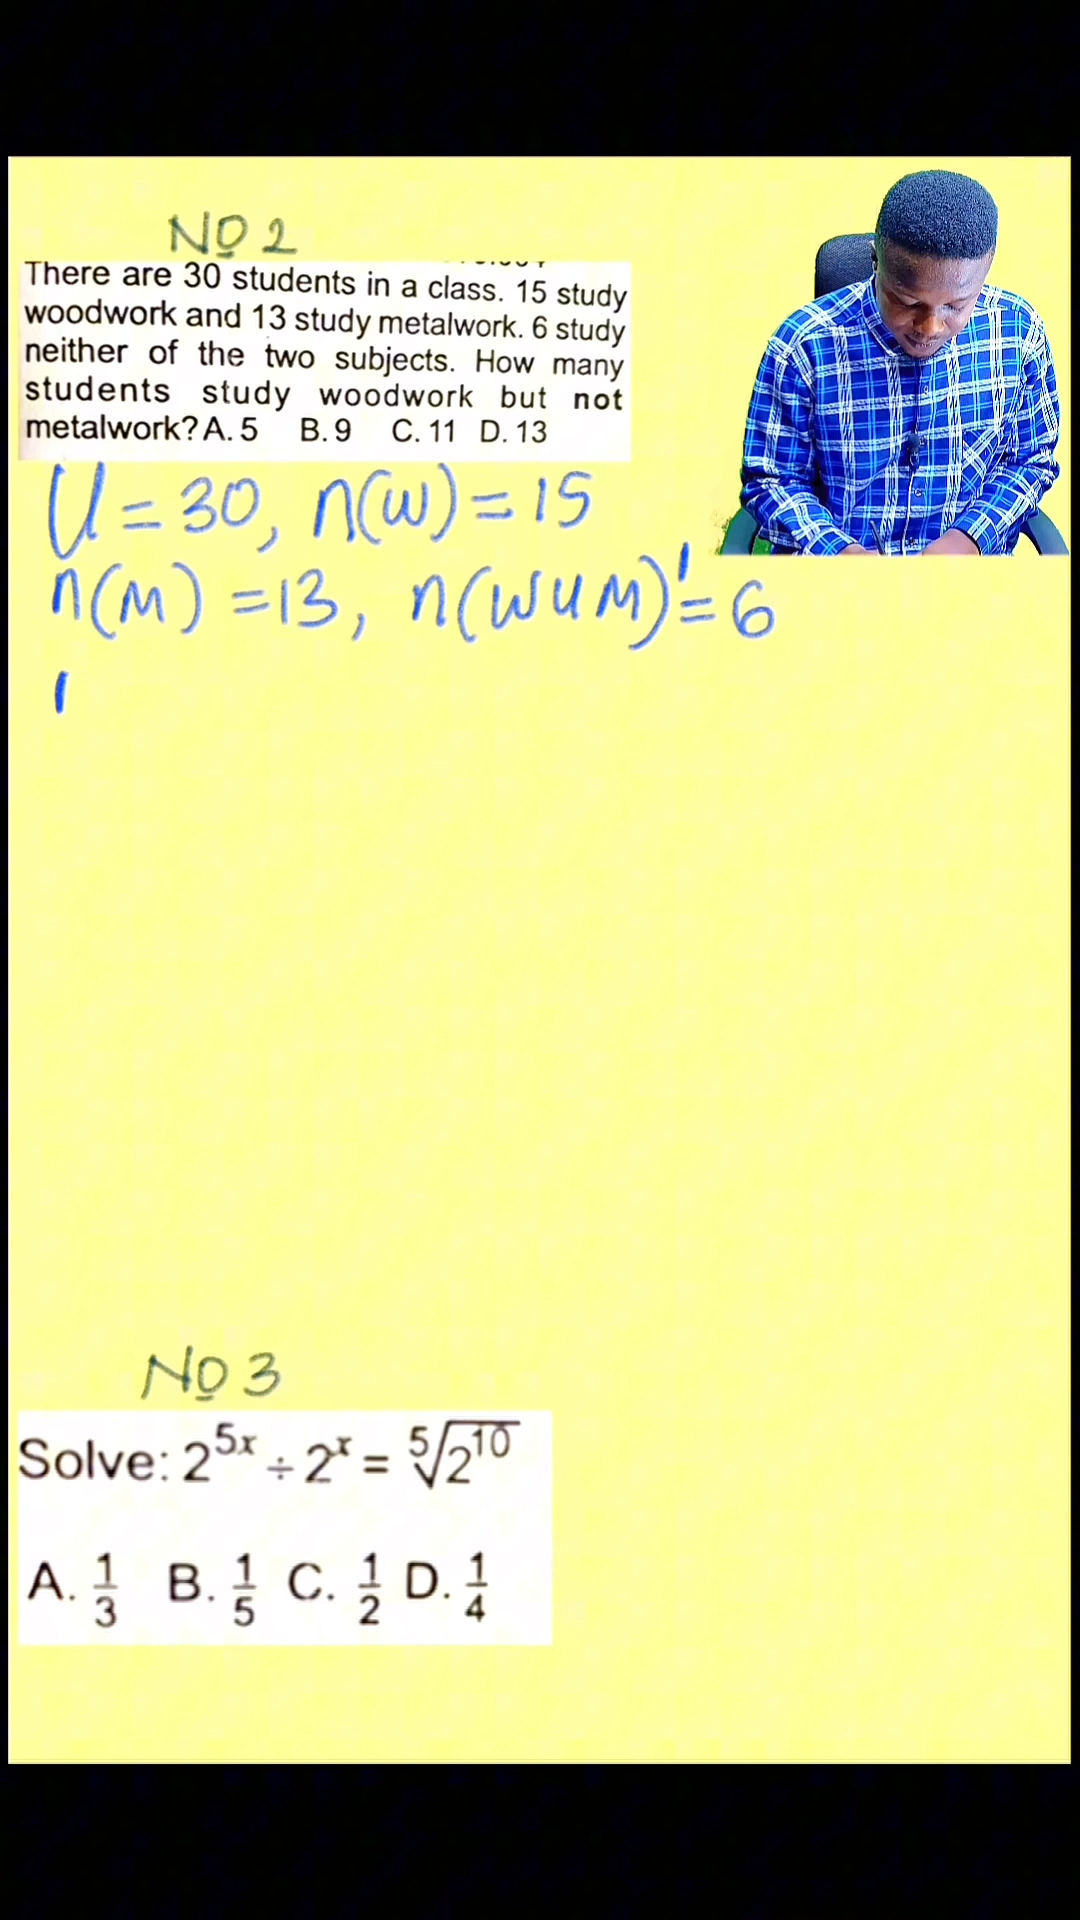 No 2
There are 30 students in a class. 15 study
woodwork and 13 study metalwork. 6 study
neither of the two subjects. How many
students study woodwork but not
metalwork? A. 5 B. 9 C. 11 D. 13
U = 30, n(W) = 15
n(M) = 13, n(W∪M)' = 6
No 3
Solve: 2^{5x} ÷ 2^x = ⁵√2^{10}
A. 1/3 B. 1/5 C. 1/2 D. 1/4